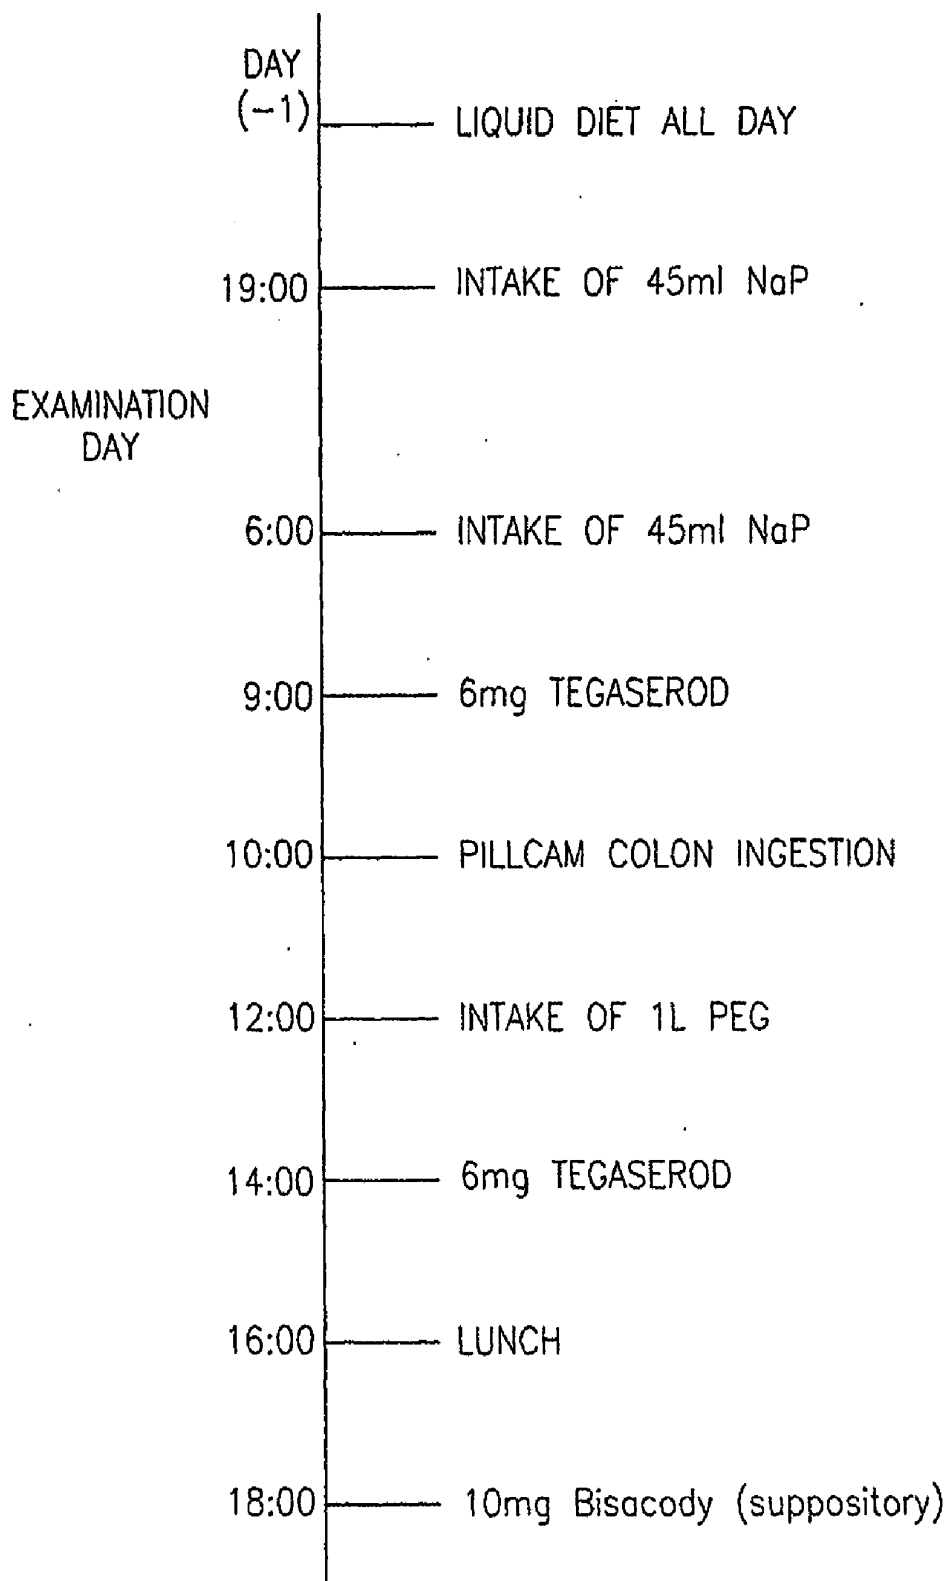 DAY
(-1)
LIQUID DIET ALL DAY
19:00 INTAKE OF 45ml NaP
EXAMINATION
DAY
6:00 INTAKE OF 45ml NaP
9:00 6mg TEGASEROD
10:00 PILLCAM COLON INGESTION
12:00 INTAKE OF 1L PEG
14:00 6mg TEGASEROD
16:00 LUNCH
18:00 10mg Bisacody (suppository)